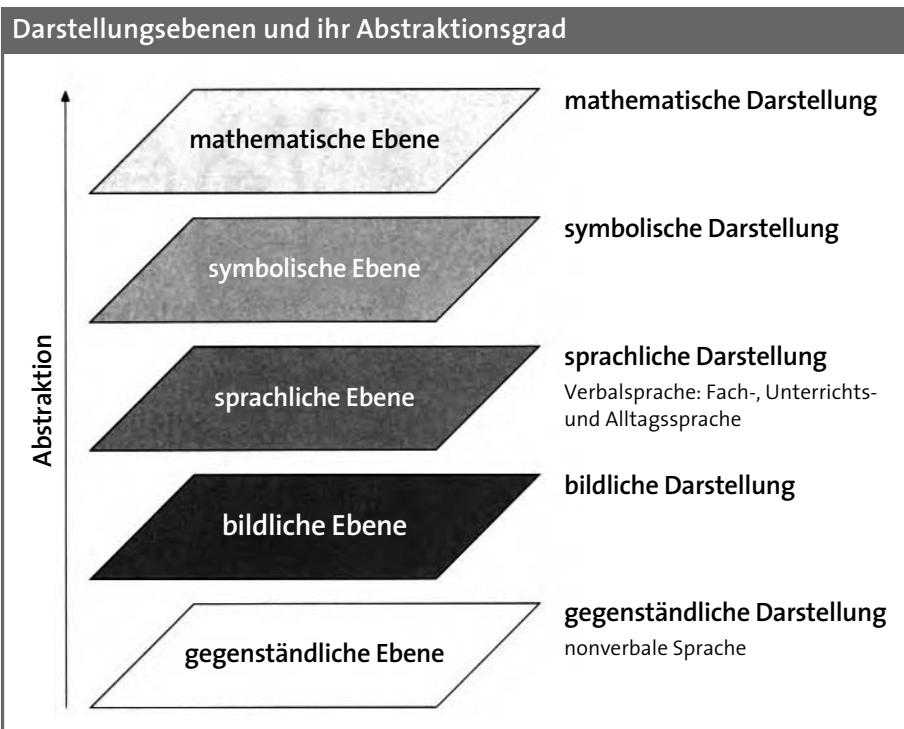 Darstellungsebenen und ihr Abstraktionsgrad
mathematische Ebene
mathematische Darstellung
symbolische Ebene
symbolische Darstellung
sprachliche Ebene
sprachliche Darstellung
Verbalsprache: Fach-, Unterrichts-
und Alltagssprache
bildliche Ebene
bildliche Darstellung
gegenständliche Ebene
gegenständliche Darstellung
nonverbale Sprache
Abstraktion